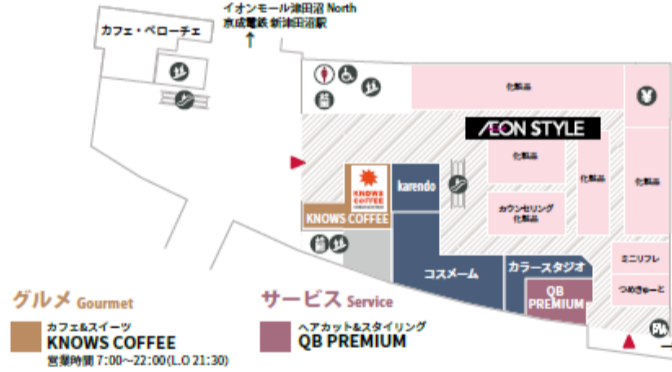 イオンモール津田沼 North
京成電鉄 新津田沼駅
↑
カフェ・ベローチェ
化粧品
¥
ÆON STYLE
化粧品
化粧品
化粧品
karendo
KNOWS
COFFEE
カウンセリング
化粧品
KNOWS COFFEE
コスメーム
カラースタジオ
QB
PREMIUM
ミニリフレ
つめきゅーと
グルメ Gourmet
カフェ&スイーツ
KNOWS COFFEE
営業時間 7:00～22:00(L.O 21:30)
サービス Service
ヘアカット&スタイリング
QB PREMIUM